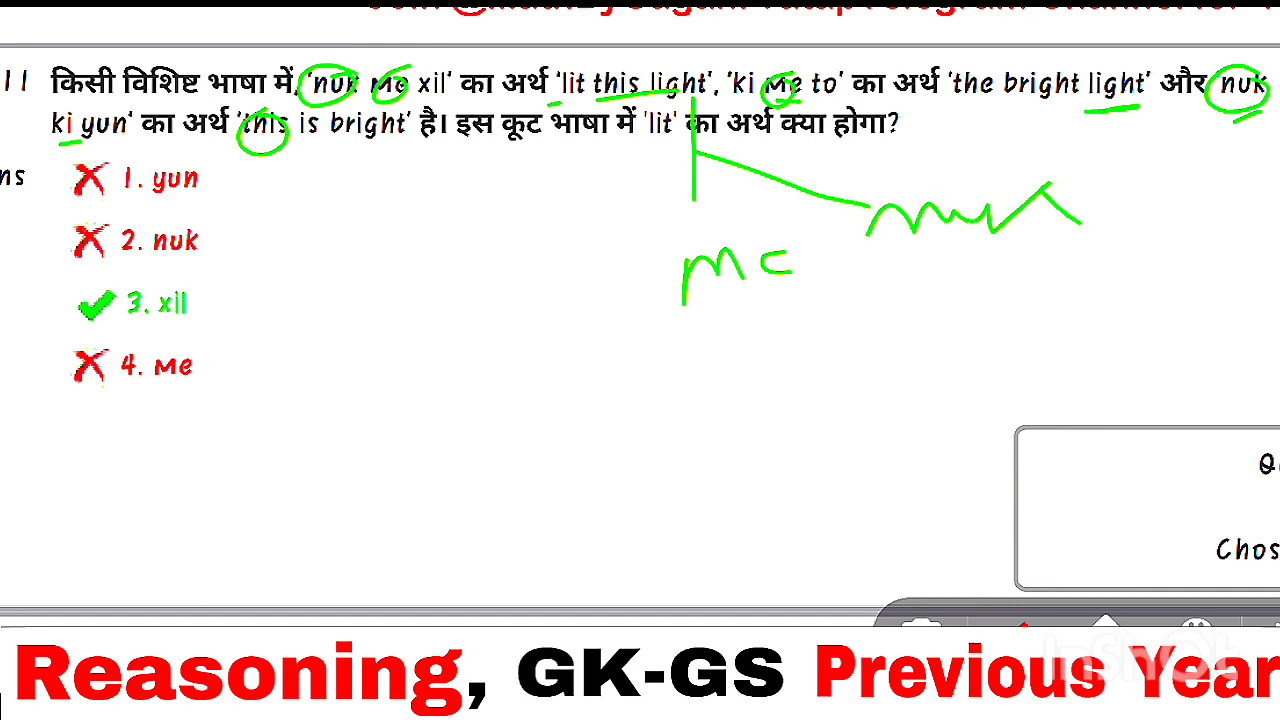 11 किसी विशिष्ट भाषा में, 'nuk me xil' का अर्थ 'lit this light', 'ki me to' का अर्थ 'the bright light' और 'nuk
ki yun' का अर्थ 'this is bright' है। इस कूट भाषा में 'lit' का अर्थ क्या होगा?
ns 1. yun
2. nuk
3. xil
4. me
nuk
me
Chos
InShOt
, Reasoning, GK-GS Previous Year